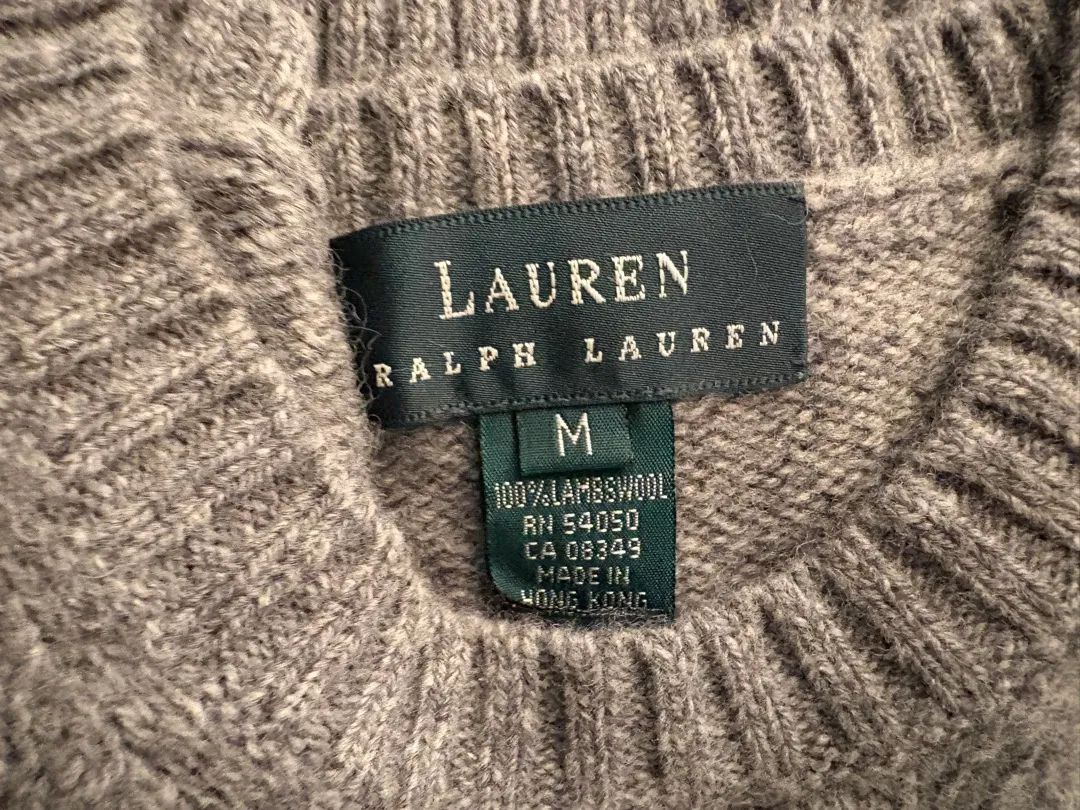 LAUREN
RALPH LAUREN
M
100%LAMBSWOOL
RN 54050
CA 08349
MADE IN
HONG KONG